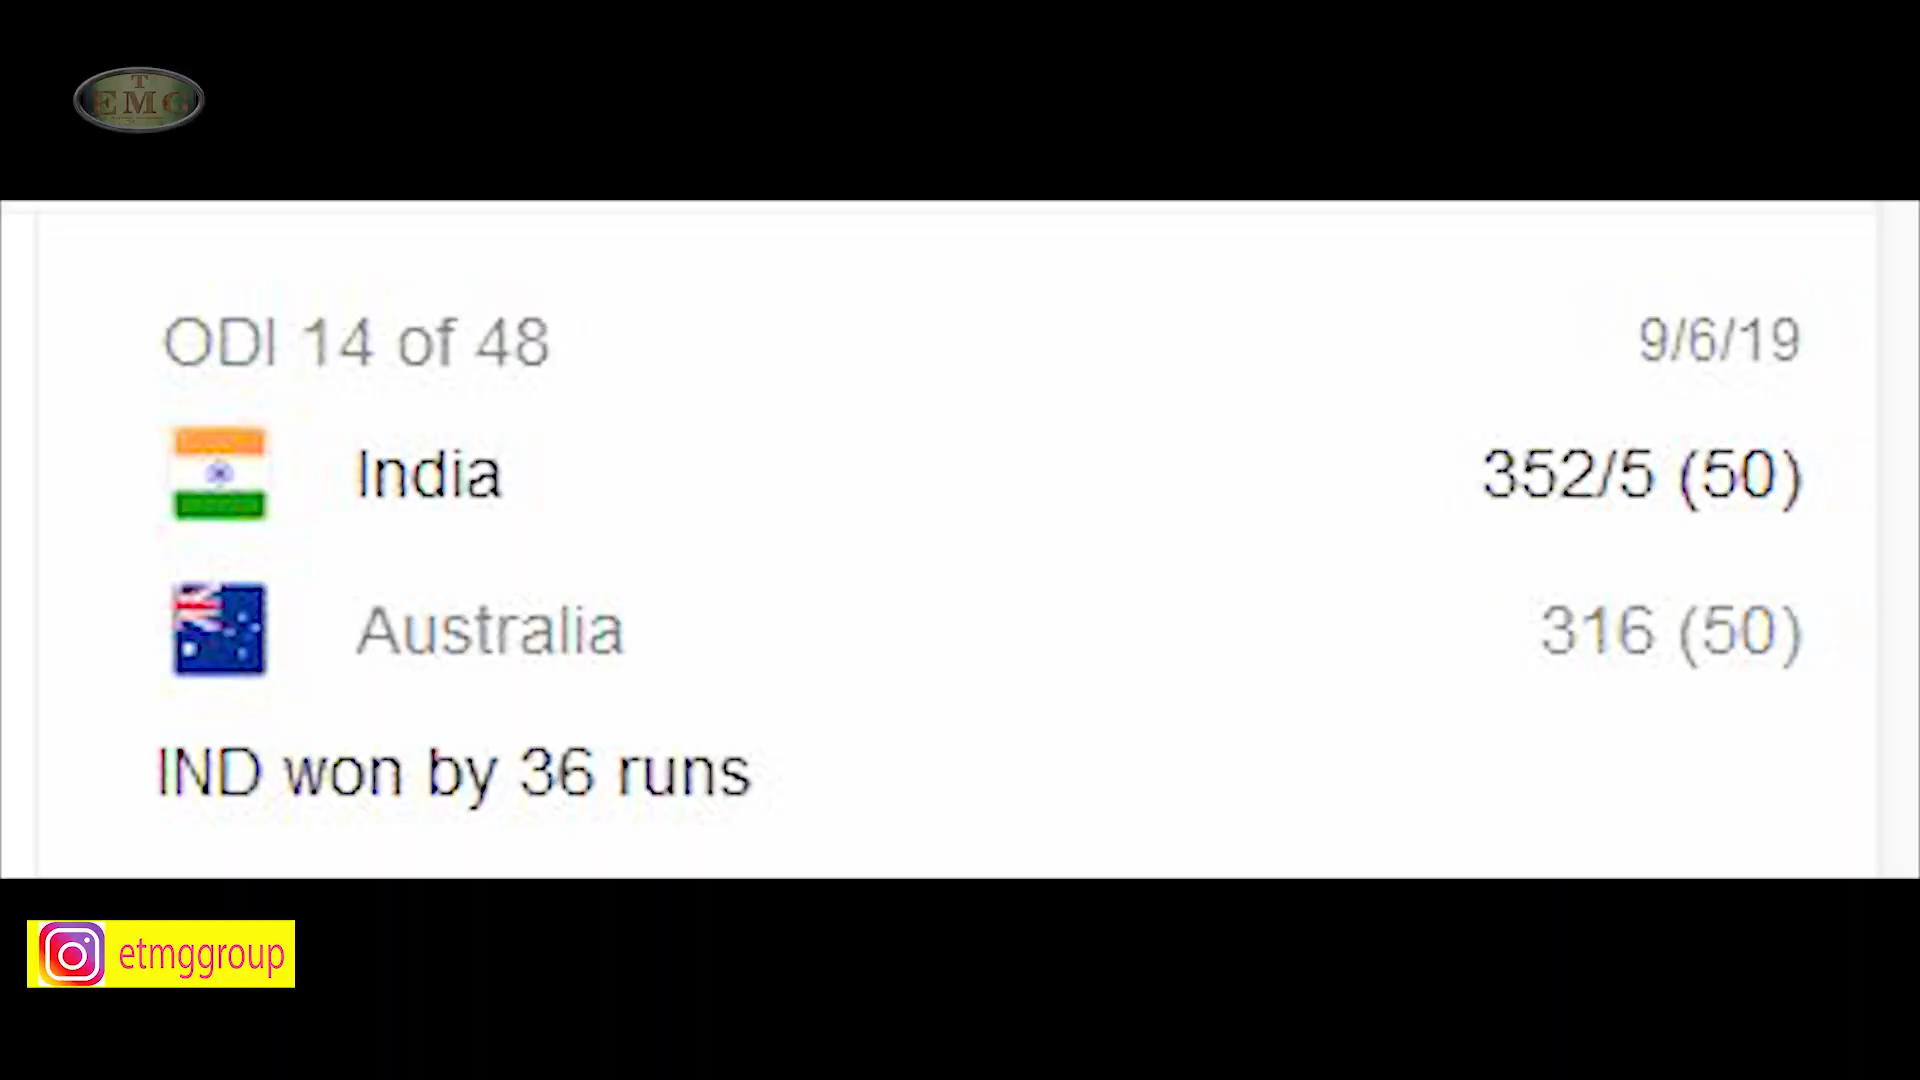 T
EMG
ODI 14 of 48
9/6/19
India
352/5 (50)
Australia
316 (50)
IND won by 36 runs
etmggroup